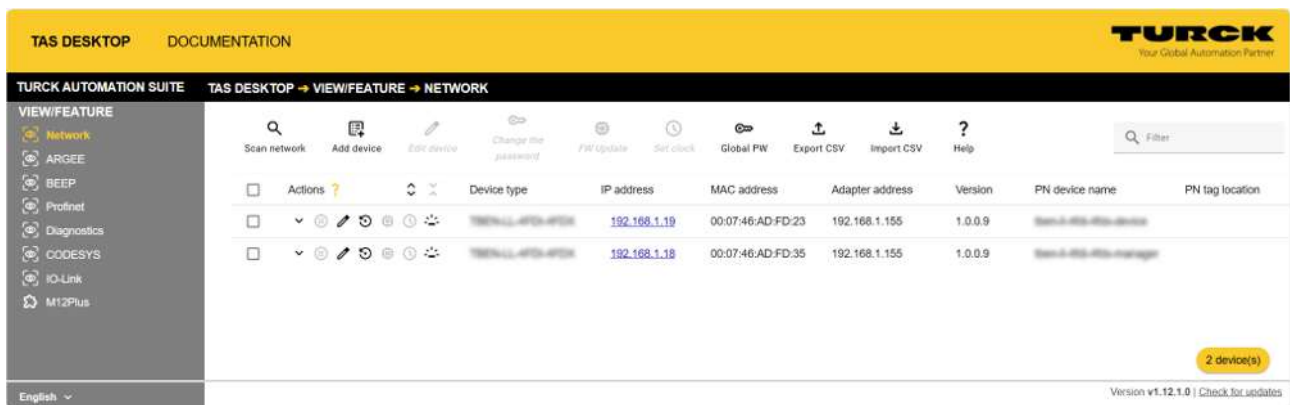 TAS DESKTOP DOCUMENTATION
TURCK
Your Global Automation Partner
TURCK AUTOMATION SUITE TAS DESKTOP ➔ VIEW/FEATURE ➔ NETWORK
VIEW/FEATURE
Network
ARGEE
BEEP
Profinet
Diagnostics
CODESYS
IO-Link
M12Plus
English
Scan network Add device Edit device Change the password FW Update Set clock Global PW Export CSV Import CSV ? Help
Filter
Actions ? Device type IP address MAC address Adapter address Version PN device name PN tag location
192.168.1.19 00:07:46:AD:FD:23 192.168.1.155 1.0.0.9
192.168.1.18 00:07:46:AD:FD:35 192.168.1.155 1.0.0.9
2 device(s)
Version v1.12.1.0 | Check for updates